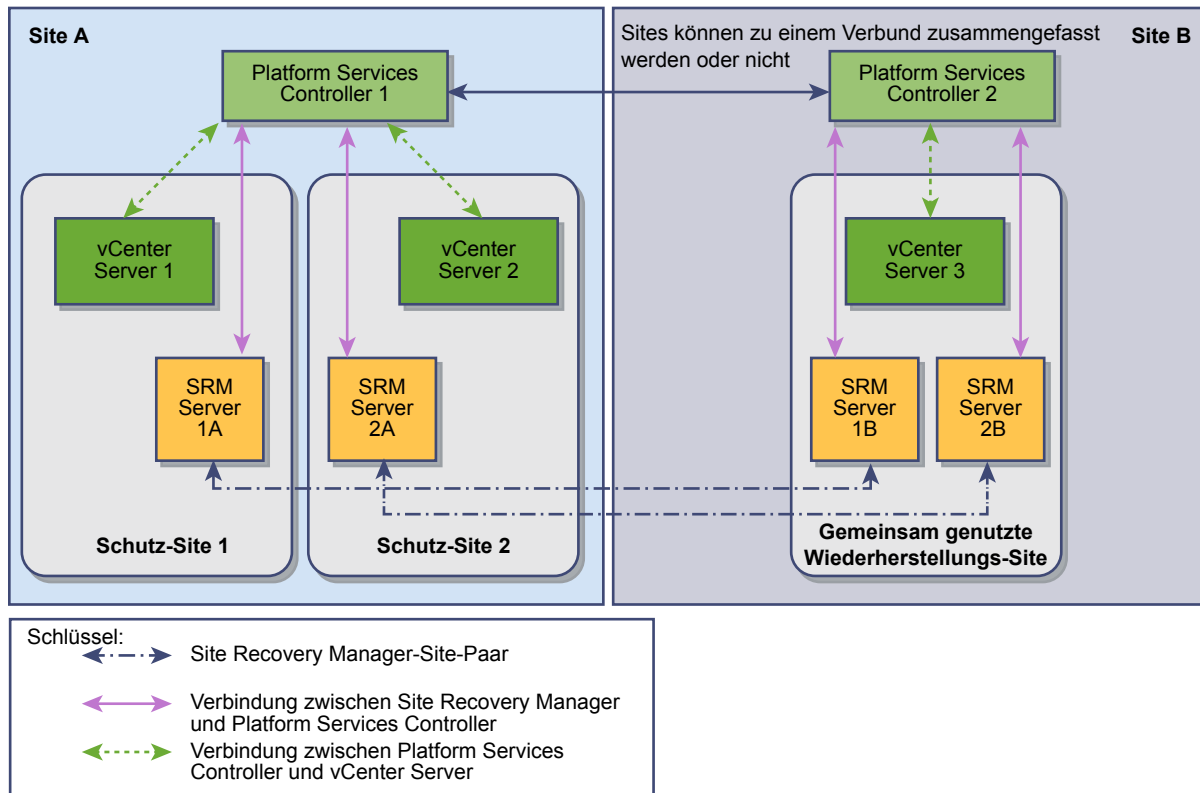 Site A
Platform Services
Controller 1
vCenter
Server 1
vCenter
Server 2
SRM
Server
1A
SRM
Server
2A
Schutz-Site 1
Schutz-Site 2
Sites können zu einem Verbund zusammengefasst
werden oder nicht
Site B
Platform Services
Controller 2
vCenter
Server 3
SRM
Server
1B
SRM
Server
2B
Gemeinsam genutzte
Wiederherstellungs-Site
Schlüssel:
Site Recovery Manager-Site-Paar
Verbindung zwischen Site Recovery Manager
und Platform Services Controller
Verbindung zwischen Platform Services
Controller und vCenter Server